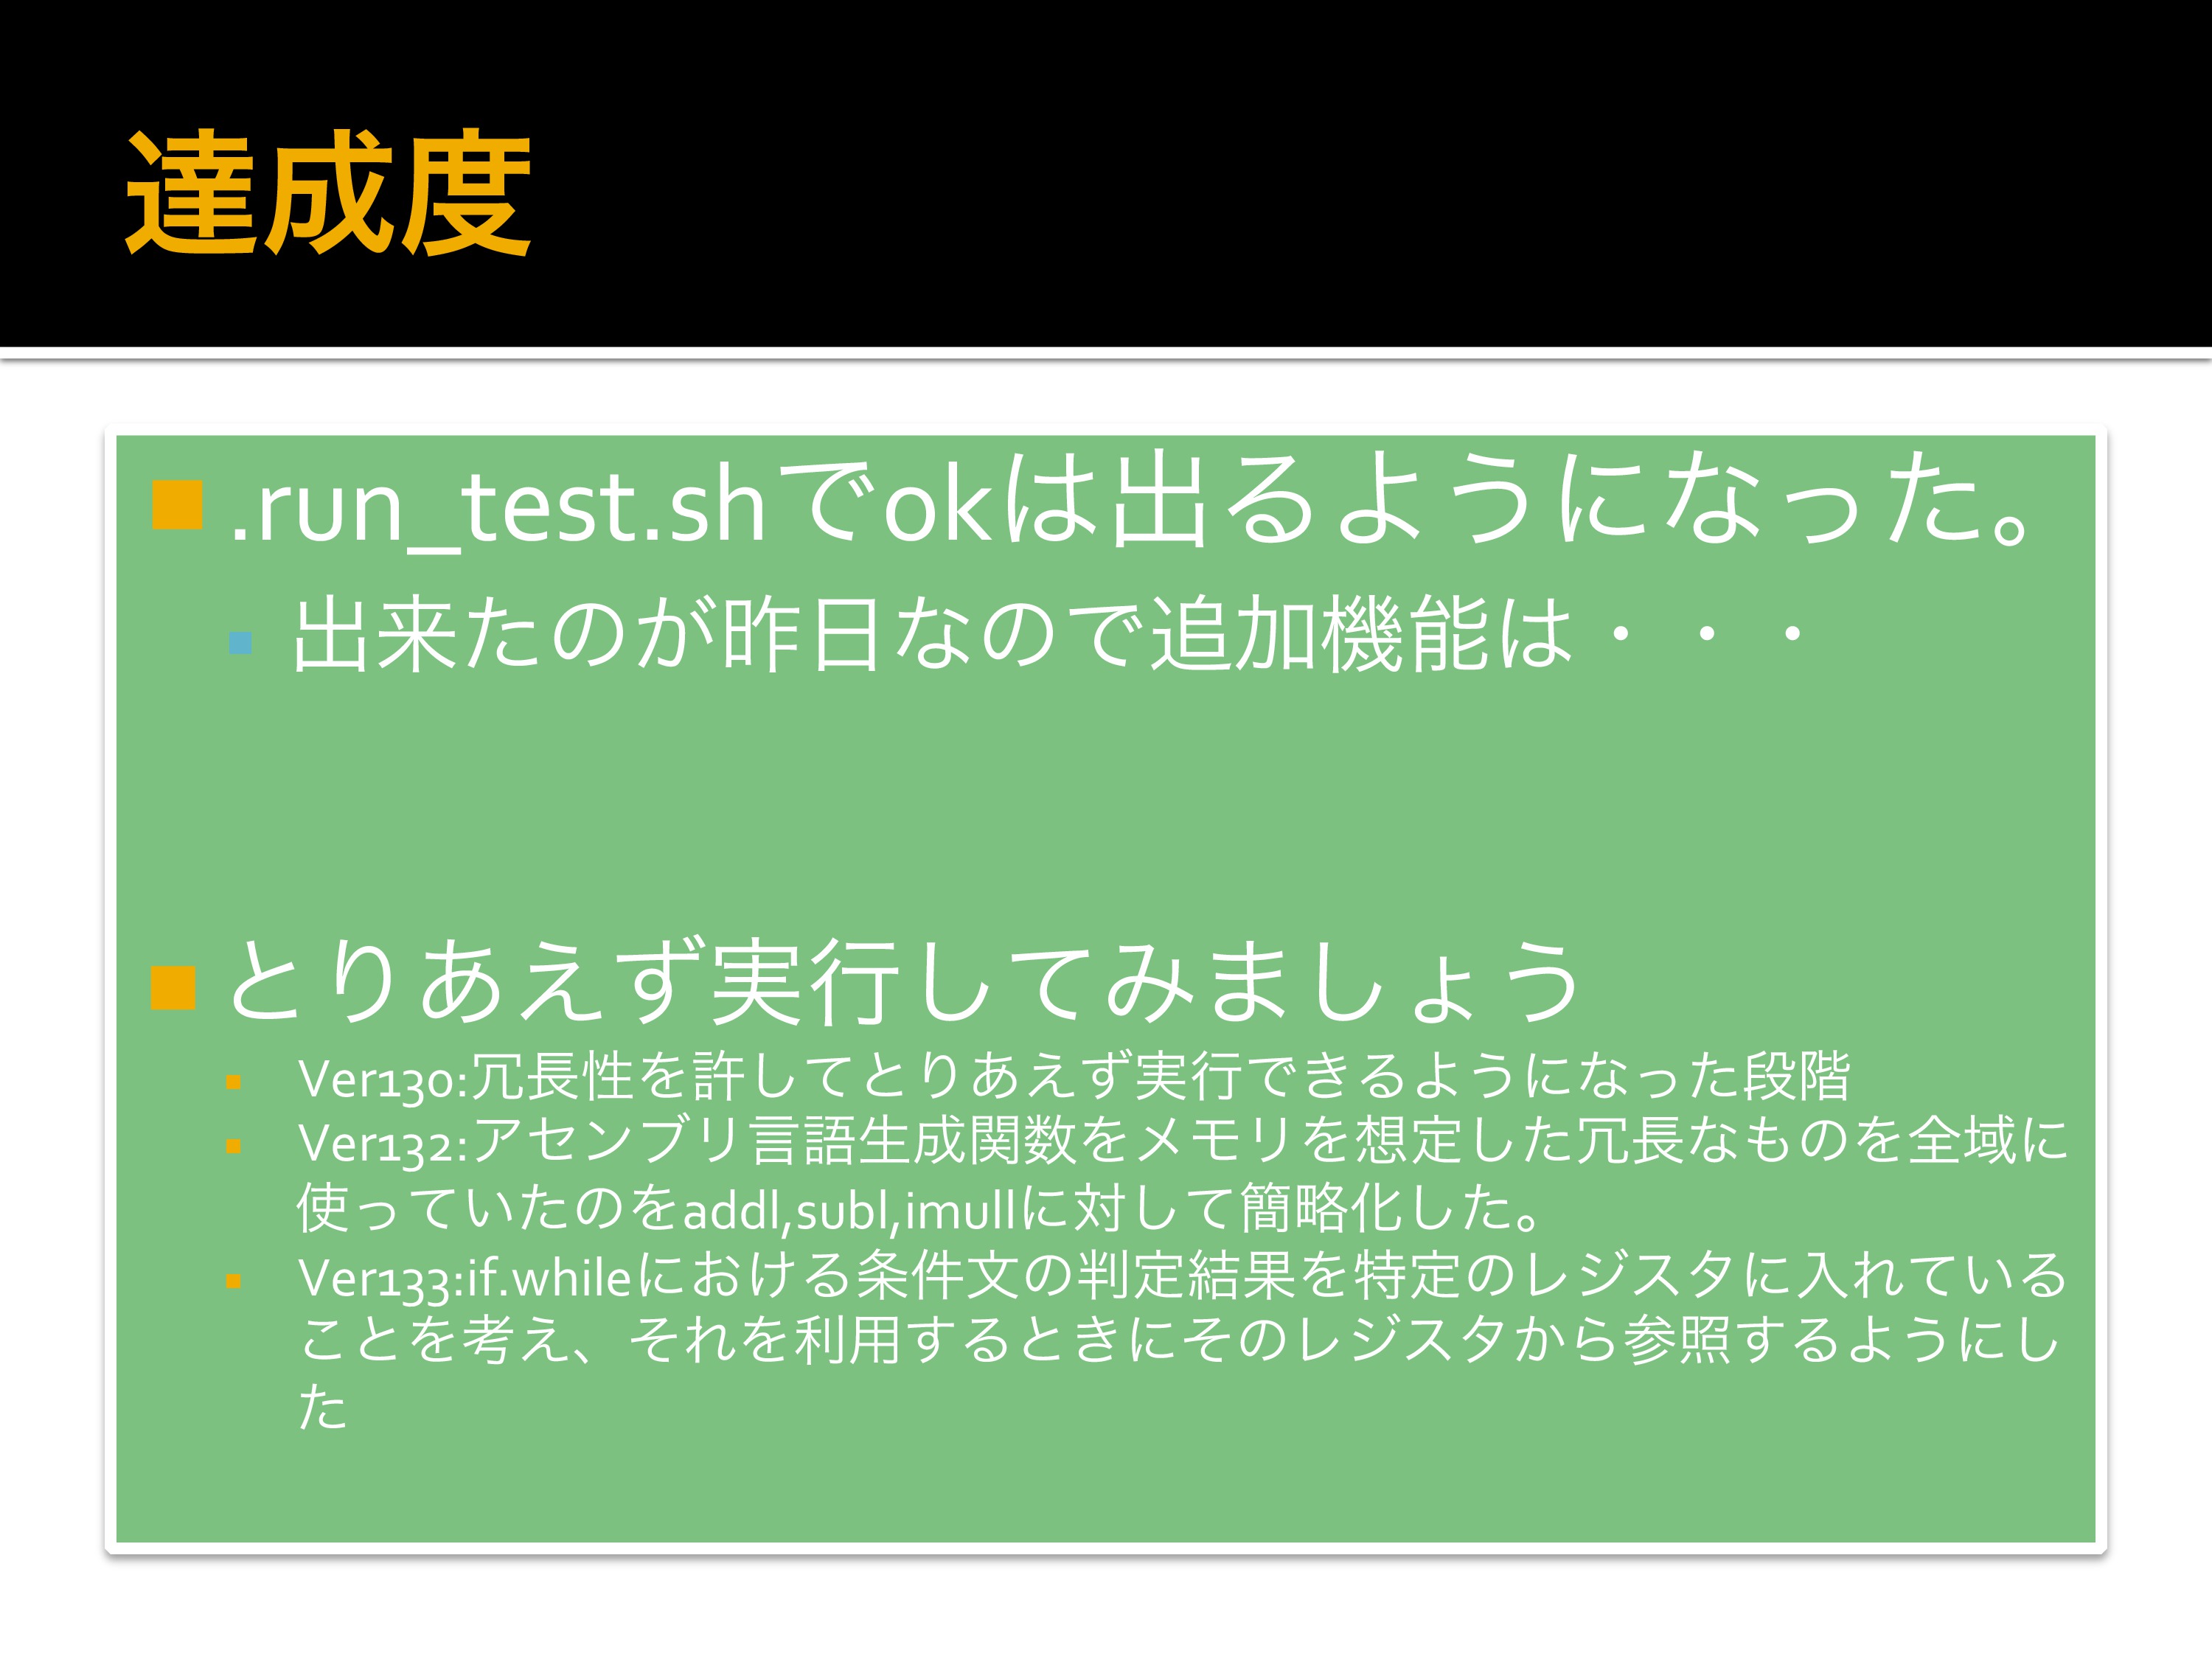 達成度
.run_test.shでokは出るようになった。
出来たのが昨日なので追加機能は・・・
とりあえず実行してみましょう
Ver130:冗長性を許してとりあえず実行できるようになった段階
Ver132:アセンブリ言語生成関数をメモリを想定した冗長なものを全域に
使っていたのをaddl,subl,imullに対して簡略化した。
Ver133:if.whileにおける条件文の判定結果を特定のレジスタに入れている
ことを考え、それを利用するときにそのレジスタから参照するようにし
た